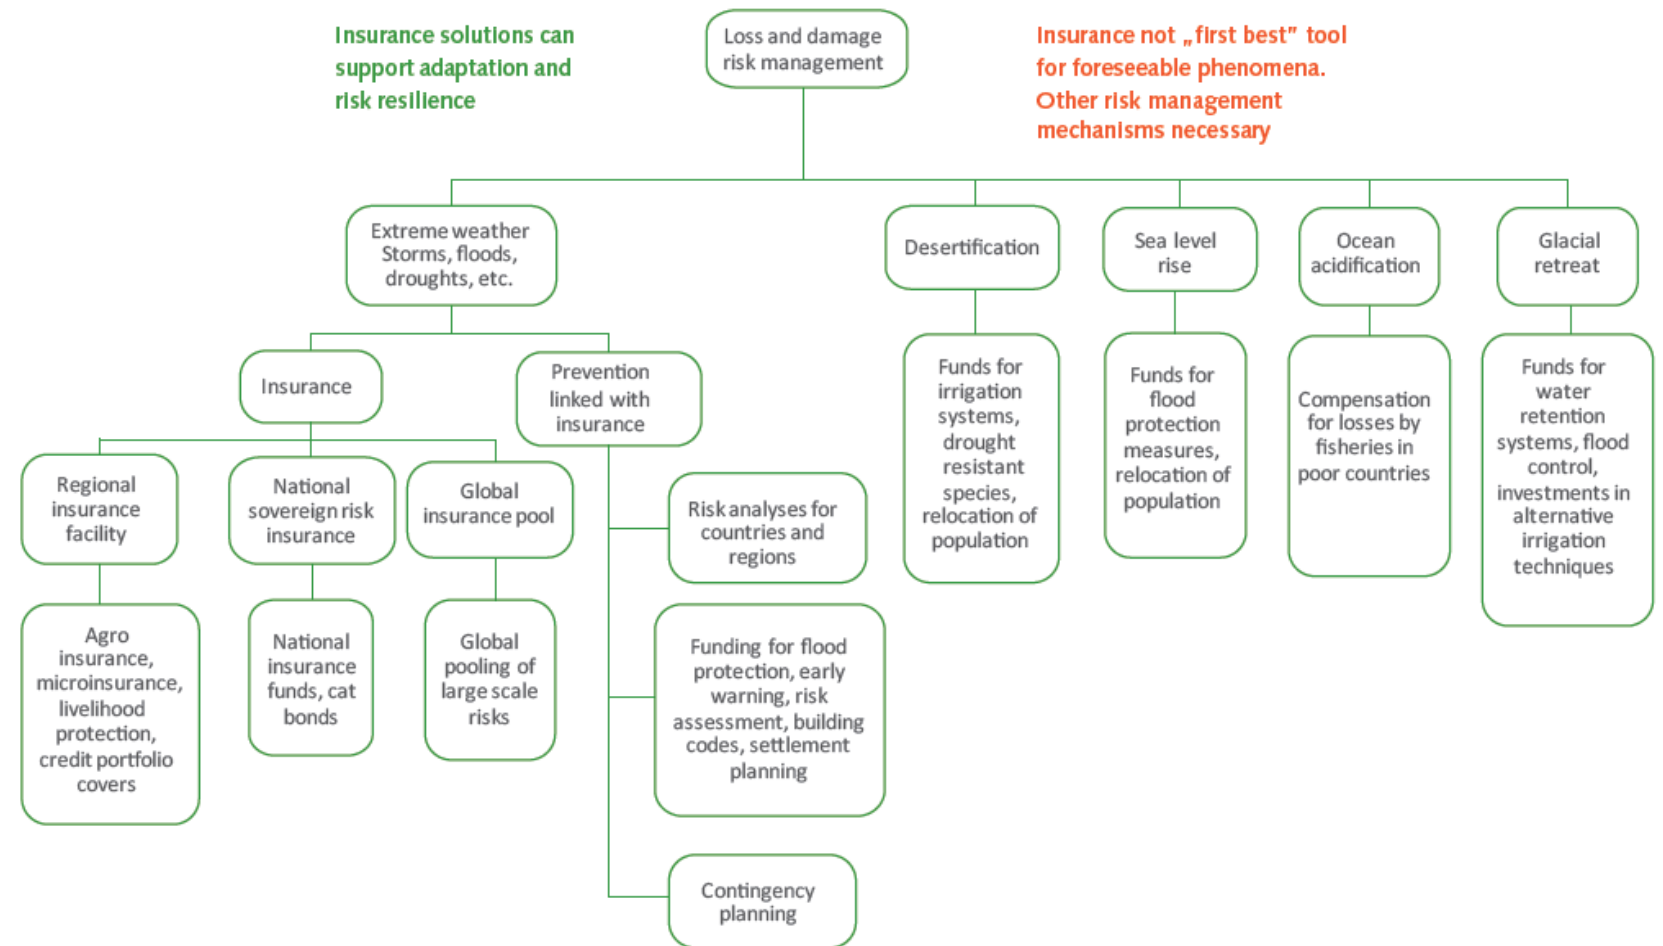 Insurance solutions can
support adaptation and
risk resilience
Loss and damage
risk management
Insurance not „first best” tool
for foreseeable phenomena.
Other risk management
mechanisms necessary
Extreme weather
Storms, floods,
droughts, etc.
Desertification
Sea level
rise
Ocean
acidification
Glacial
retreat
Insurance
Prevention
linked with
insurance
Funds for
irrigation
systems,
drought
resistant
species,
relocation of
population
Funds for
flood
protection
measures,
relocation of
population
Compensation
for losses by
fisheries in
poor countries
Funds for
water
retention
systems, flood
control,
investments in
alternative
irrigation
techniques
Regional
insurance
facility
National
sovereign risk
insurance
Global
insurance pool
Risk analyses for
countries and
regions
Agro
insurance,
microinsurance,
livelihood
protection,
credit portfolio
covers
National
insurance
funds, cat
bonds
Global
pooling of
large scale
risks
Funding for flood
protection, early
warning, risk
assessment, building
codes, settlement
planning
Contingency
planning